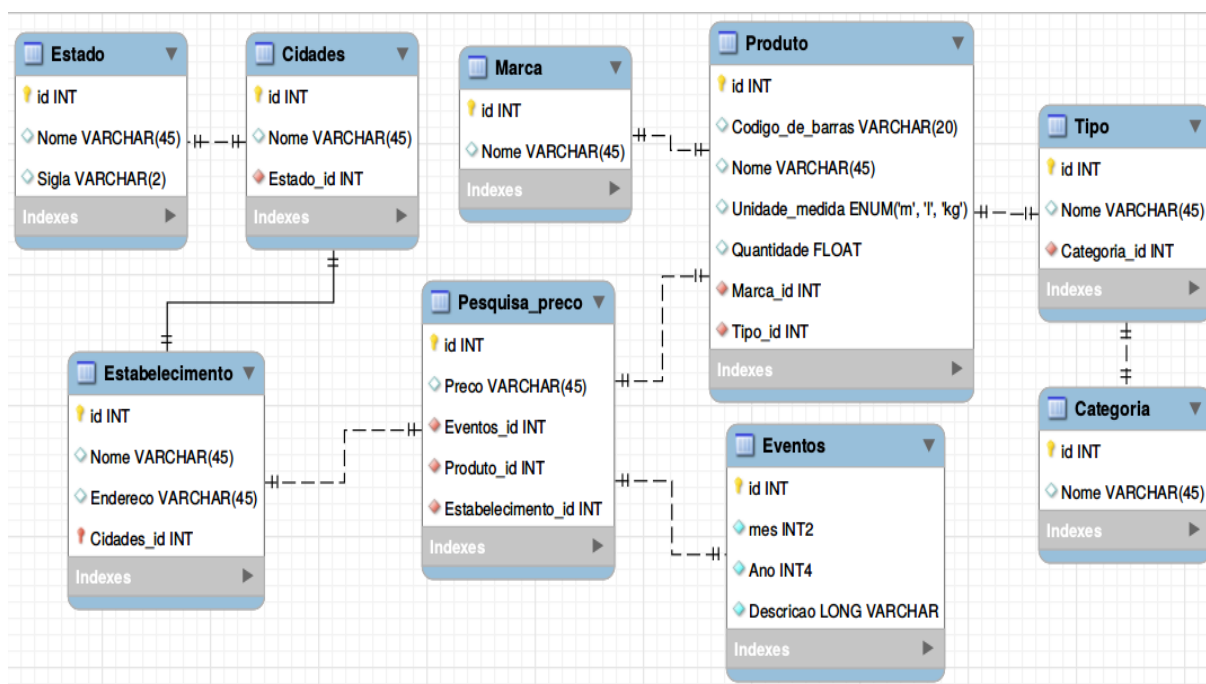 Estado
id INT
Nome VARCHAR(45)
Sigla VARCHAR(2)
Indexes
Cidades
id INT
Nome VARCHAR(45)
Estado_id INT
Indexes
Marca
id INT
Nome VARCHAR(45)
Indexes
Produto
id INT
Codigo_de_barras VARCHAR(20)
Nome VARCHAR(45)
Unidade_medida ENUM('m', 'l', 'kg')
Quantidade FLOAT
Marca_id INT
Tipo_id INT
Indexes
Tipo
id INT
Nome VARCHAR(45)
Categoria_id INT
Indexes
Estabelecimento
id INT
Nome VARCHAR(45)
Endereco VARCHAR(45)
Cidades_id INT
Indexes
Pesquisa_preco
id INT
Preco VARCHAR(45)
Eventos_id INT
Produto_id INT
Estabelecimento_id INT
Indexes
Eventos
id INT
mes INT2
Ano INT4
Descricao LONG VARCHAR
Indexes
Categoria
id INT
Nome VARCHAR(45)
Indexes